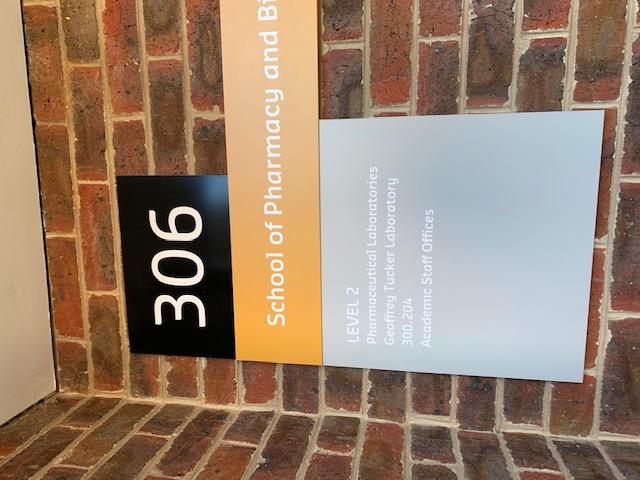 306
School of Pharmacy and Bi
LEVEL 2
Pharmaceutical Laboratories
Geoffrey Tucker Laboratory
300.204
Academic Staff Offices